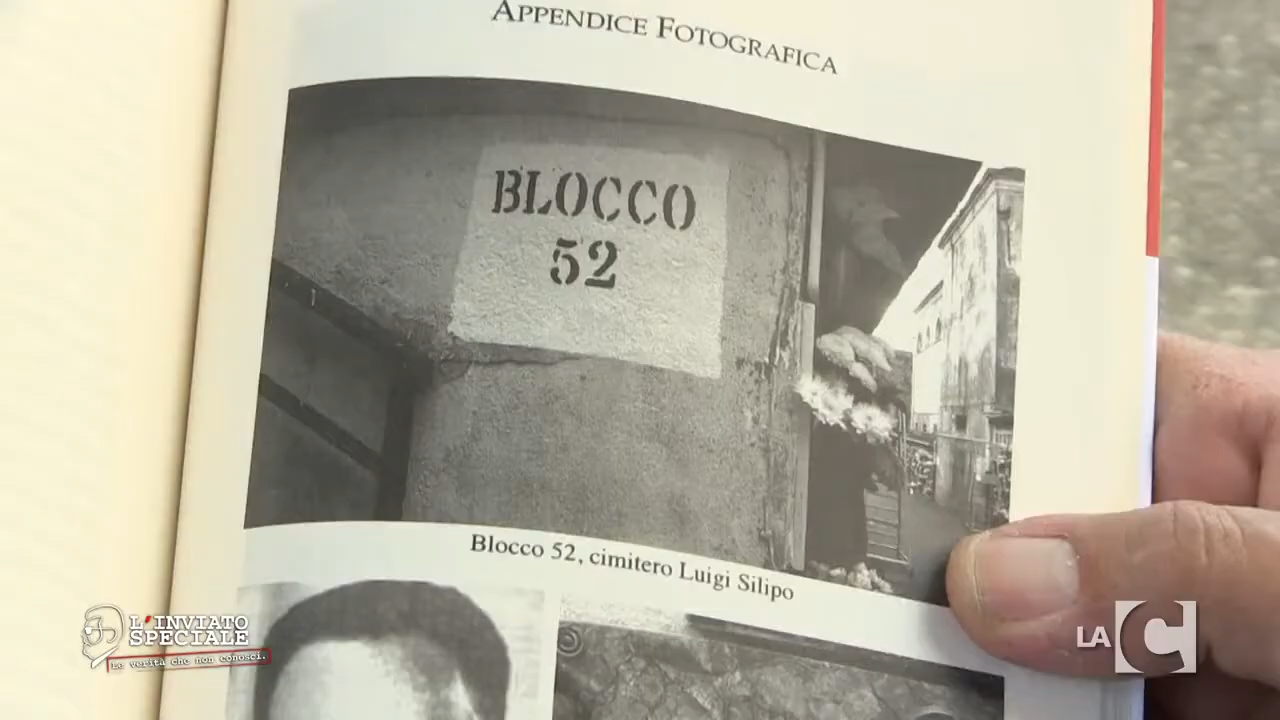 APPENDICE FOTOGRAFICA
BLOCCO
52
Blocco 52, cimitero Luigi Silipo
L'INVIATO
SPECIALE
Le verità che non conosci.
LA C